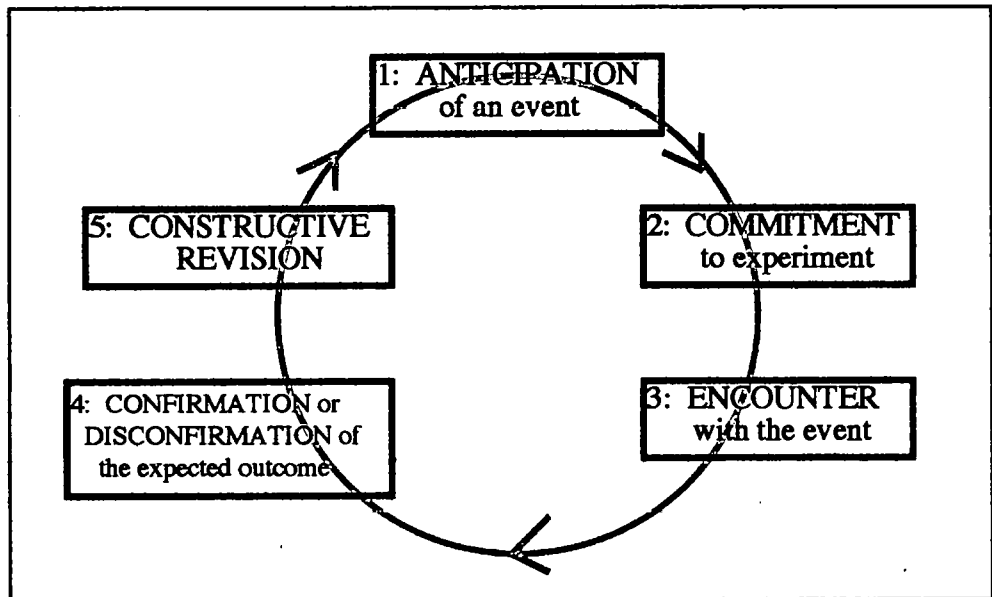 1: ANTICIPATION
of an event
2: COMMITMENT
to experiment
3: ENCOUNTER
with the event
4: CONFIRMATION or
DISCONFIRMATION of
the expected outcome
5: CONSTRUCTIVE
REVISION